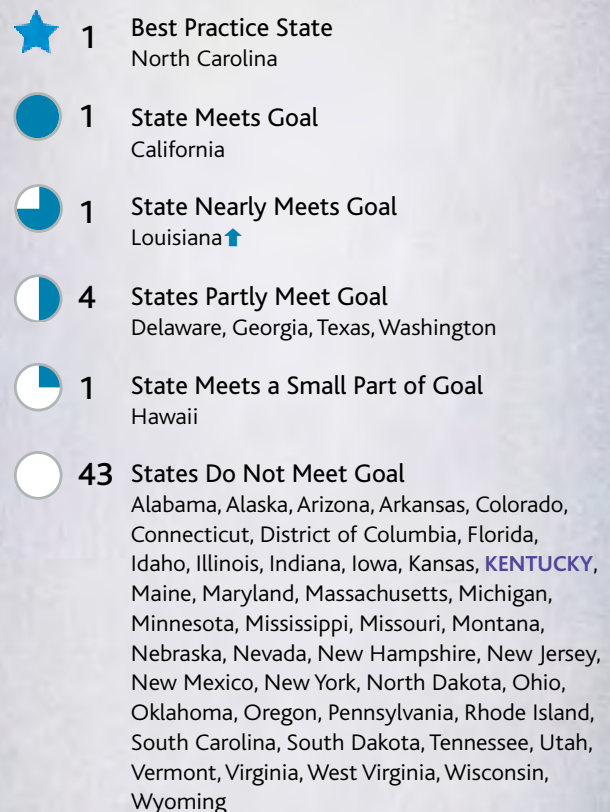 1 Best Practice State
North Carolina
1 State Meets Goal
California
1 State Nearly Meets Goal
Louisiana
4 States Partly Meet Goal
Delaware, Georgia, Texas, Washington
1 State Meets a Small Part of Goal
Hawaii
43 States Do Not Meet Goal
Alabama, Alaska, Arizona, Arkansas, Colorado,
Connecticut, District of Columbia, Florida,
Idaho, Illinois, Indiana, Iowa, Kansas, KENTUCKY,
Maine, Maryland, Massachusetts, Michigan,
Minnesota, Mississippi, Missouri, Montana,
Nebraska, Nevada, New Hampshire, New Jersey,
New Mexico, New York, North Dakota, Ohio,
Oklahoma, Oregon, Pennsylvania, Rhode Island,
South Carolina, South Dakota, Tennessee, Utah,
Vermont, Virginia, West Virginia, Wisconsin,
Wyoming